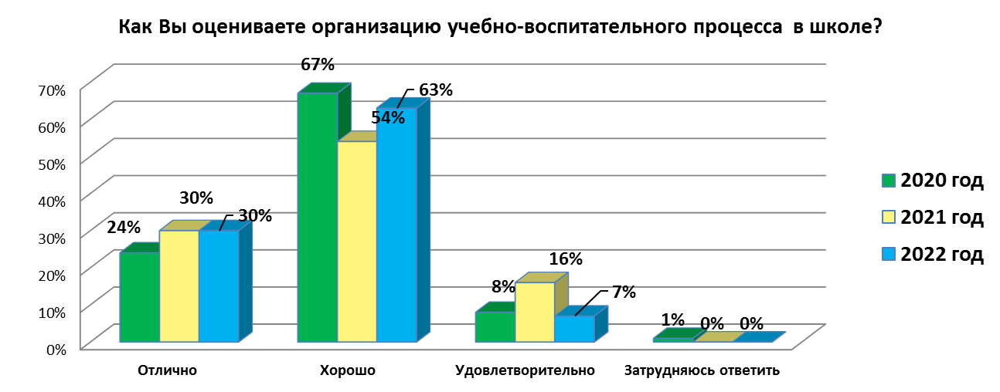 Как Вы оцениваете организацию учебно-воспитательного процесса в школе?
70%
60%
50%
40%
30%
20%
10%
0%
24%
30%
30%
67%
54%
63%
8%
16%
7%
1%
0%
0%
Отлично
Хорошо
Удовлетворительно
Затрудняюсь ответить
2020 год
2021 год
2022 год